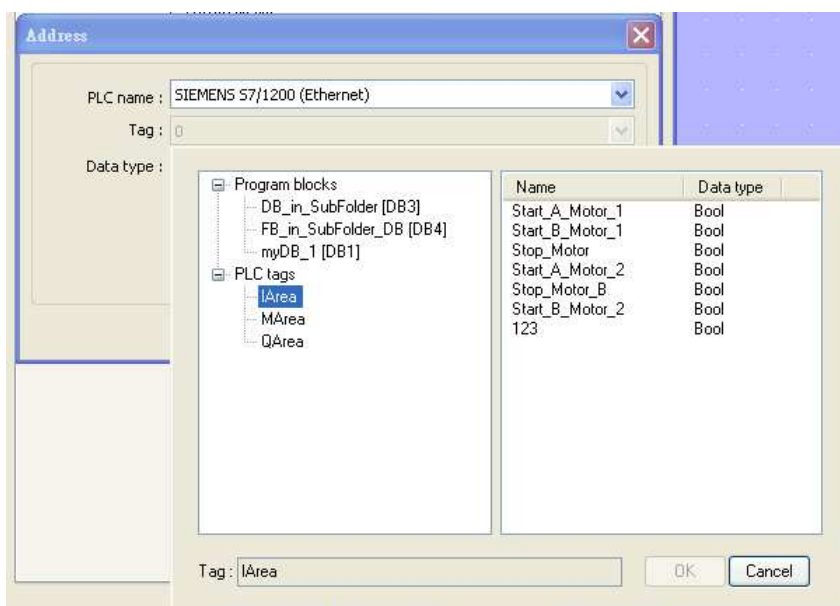 Address
PLC name : SIEMENS S7/1200 (Ethernet)
Tag : 0
Data type :
Program blocks
DB_in_SubFolder [DB3]
FB_in_SubFolder_DB [DB4]
myDB_1 [DB1]
PLC tags
IArea
MArea
QArea
Name Data type
Start_A_Motor_1 Bool
Start_B_Motor_1 Bool
Stop_Motor Bool
Start_A_Motor_2 Bool
Stop_Motor_B Bool
Start_B_Motor_2 Bool
123 Bool
Tag : IArea OK Cancel